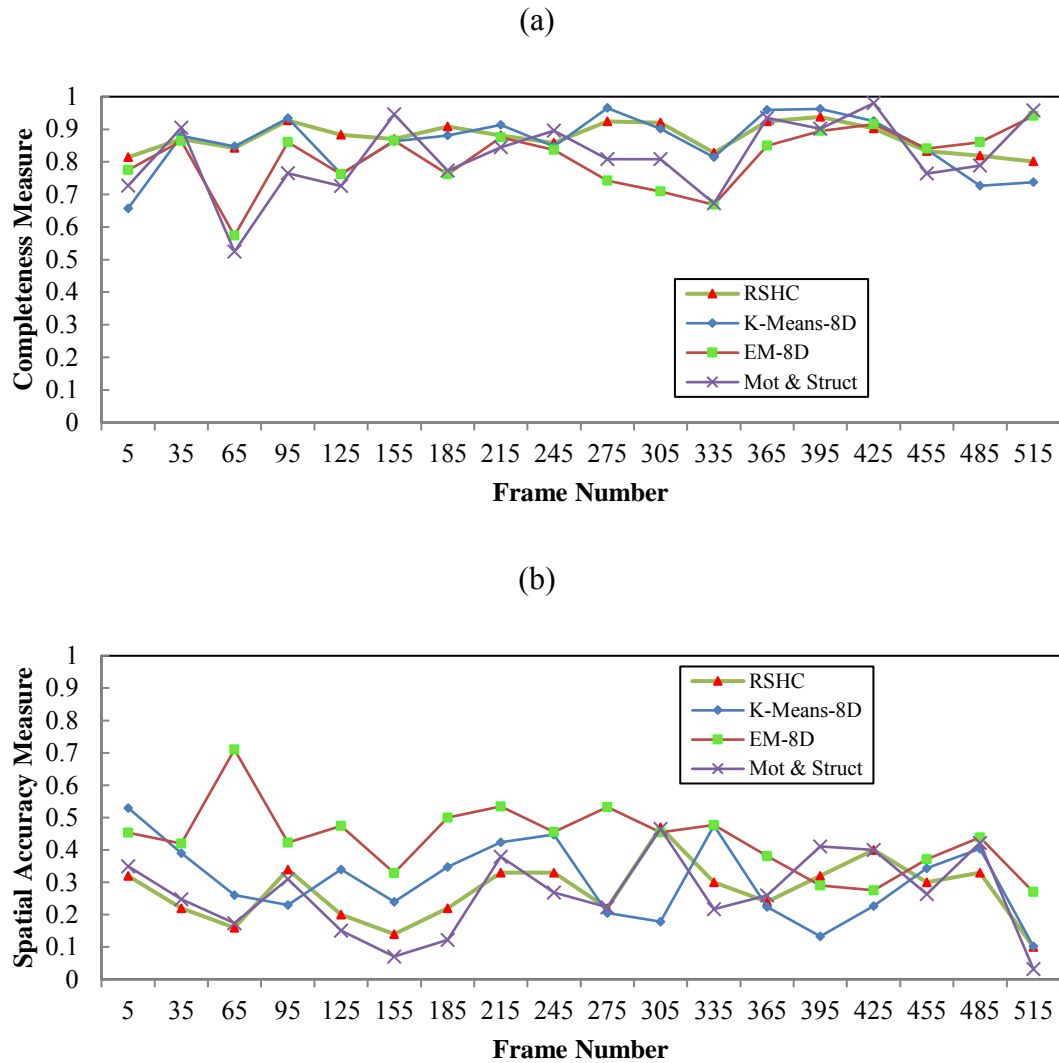 (a)
1
0.9
0.8
0.7
0.6
0.5
0.4
0.3
0.2
0.1
0
Completeness Measure
RSHC
K-Means-8D
EM-8D
Mot & Struct
5 35 65 95 125 155 185 215 245 275 305 335 365 395 425 455 485 515
Frame Number
(b)
1
0.9
0.8
0.7
0.6
0.5
0.4
0.3
0.2
0.1
0
Spatial Accuracy Measure
RSHC
K-Means-8D
EM-8D
Mot & Struct
5 35 65 95 125 155 185 215 245 275 305 335 365 395 425 455 485 515
Frame Number